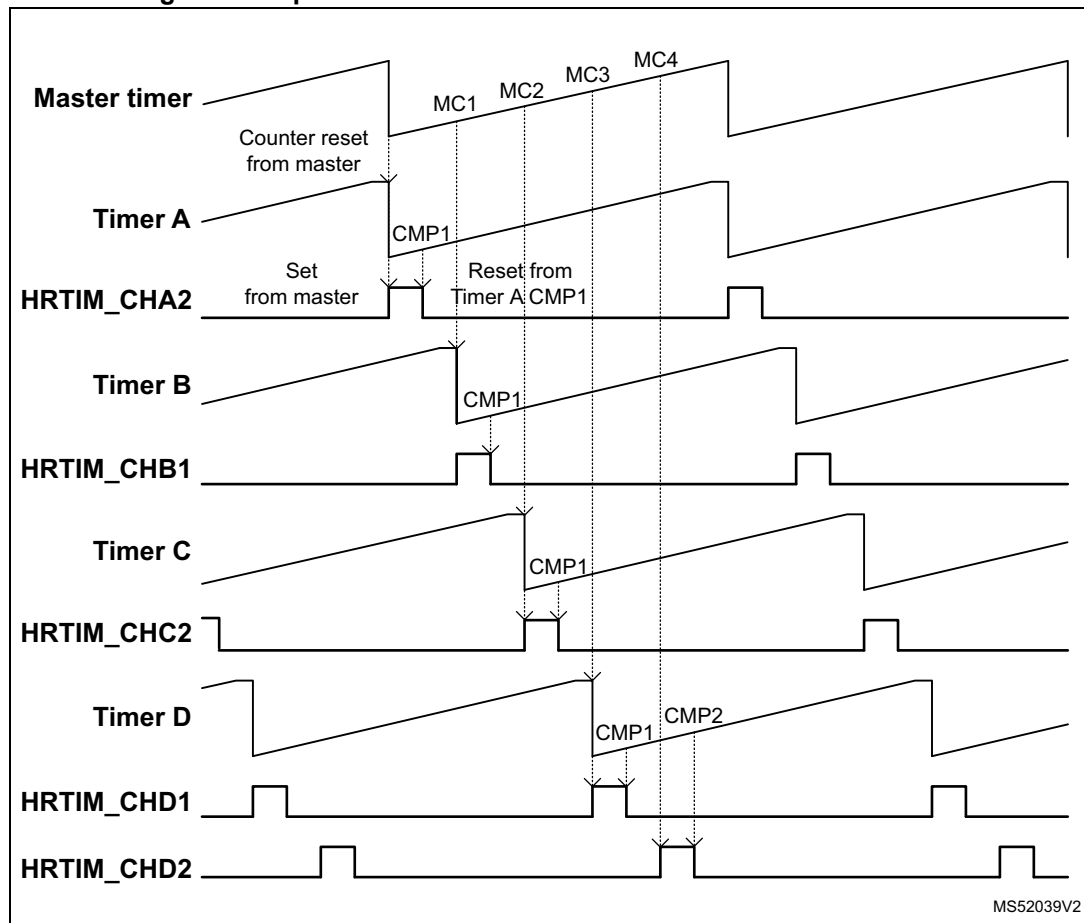 MC4
MC3
MC2
Master timer
MC1
Counter reset
from master
Timer A
CMP1
Set
from master
Reset from
Timer A CMP1
HRTIM_CHA2
Timer B
CMP1
HRTIM_CHB1
Timer C
CMP1
HRTIM_CHC2
Timer D
CMP2
CMP1
HRTIM_CHD1
HRTIM_CHD2
MS52039V2